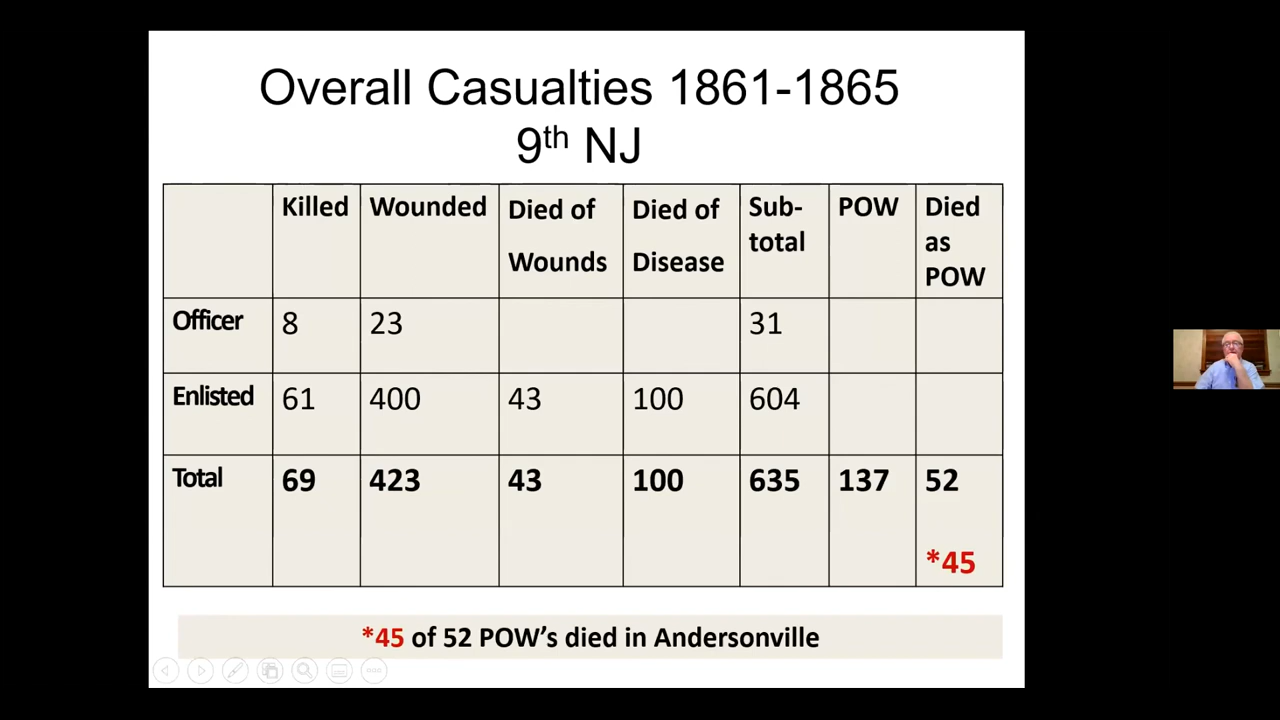 Overall Casualties 1861-1865
9th NJ
Killed Wounded Died of Wounds Died of Disease Sub-total POW Died as POW
Officer 8 23 31
Enlisted 61 400 43 100 604
Total 69 423 43 100 635 137 52
*45
*45 of 52 POW's died in Andersonville